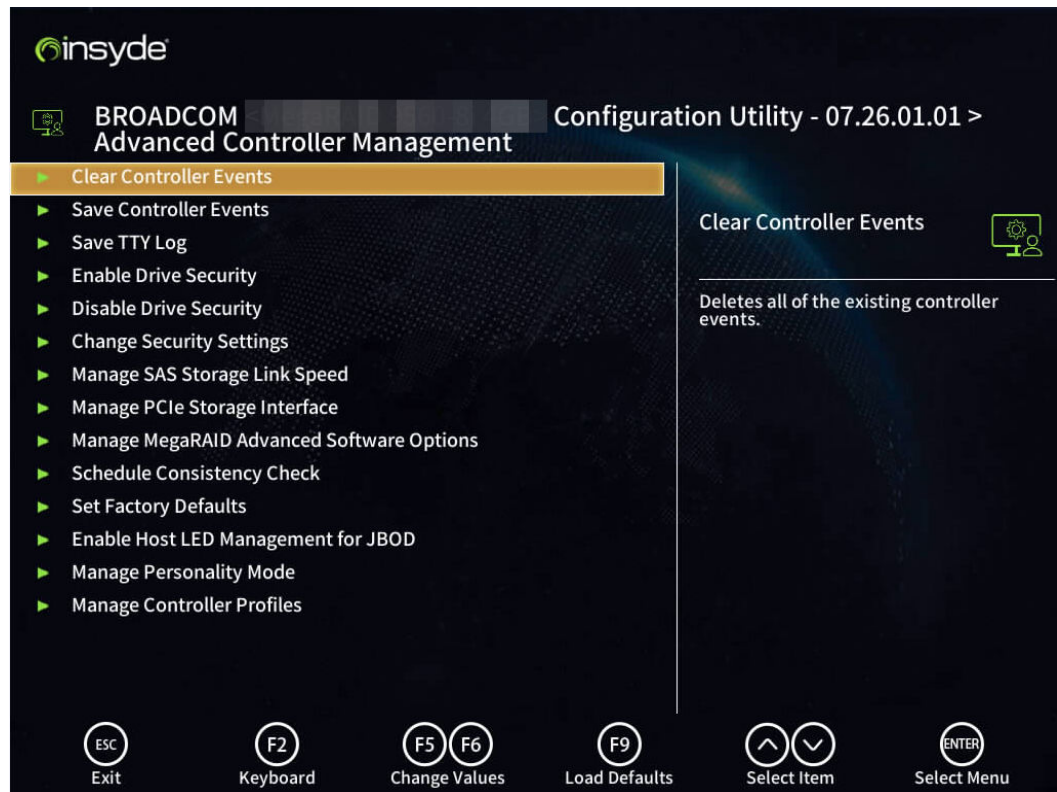 insyde
BROADCOM Configuration Utility - 07.26.01.01 >
Advanced Controller Management
Clear Controller Events
Save Controller Events
Save TTY Log
Enable Drive Security
Disable Drive Security
Change Security Settings
Manage SAS Storage Link Speed
Manage PCIe Storage Interface
Manage MegaRAID Advanced Software Options
Schedule Consistency Check
Set Factory Defaults
Enable Host LED Management for JBOD
Manage Personality Mode
Manage Controller Profiles
Clear Controller Events
Deletes all of the existing controller
events.
ESC F2 F5 F6 F9 ENTER
Exit Keyboard Change Values Load Defaults Select Item Select Menu